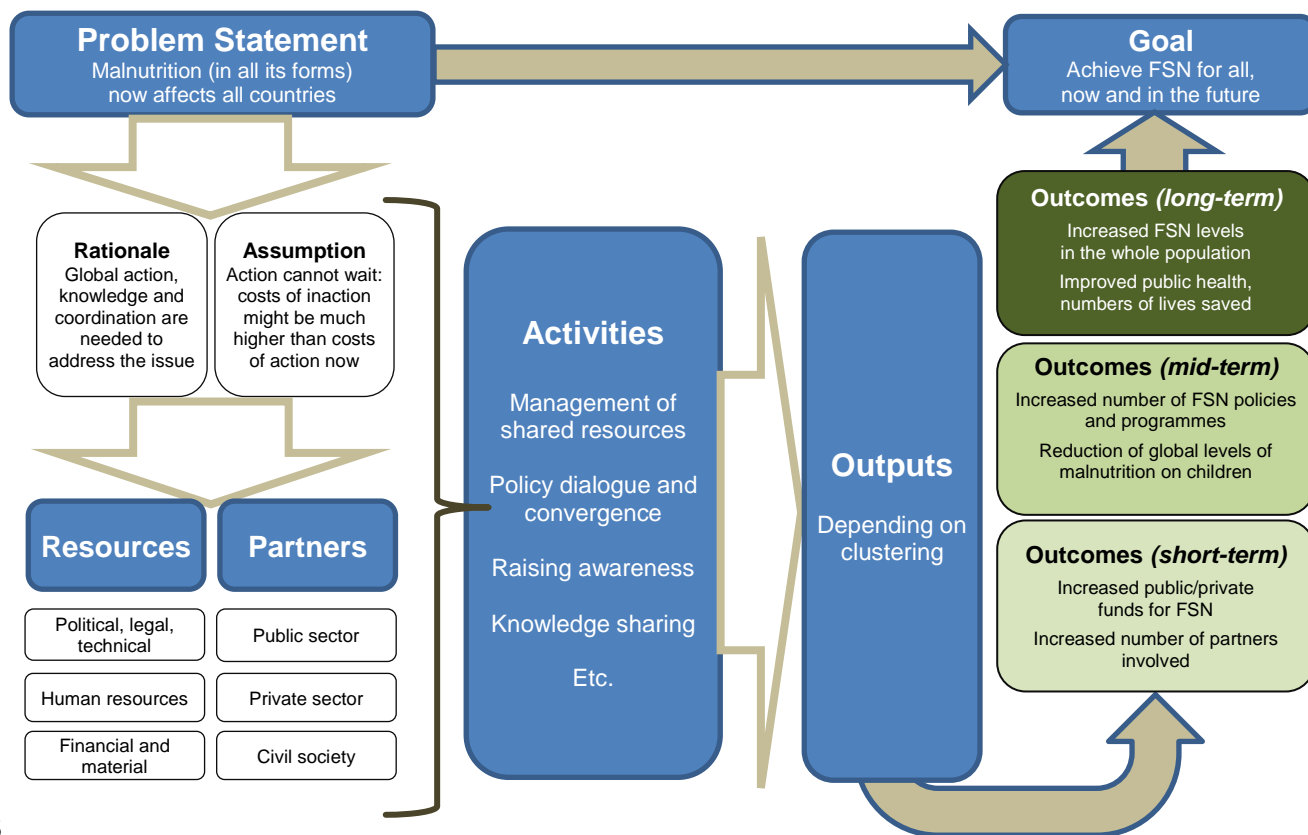 Problem Statement
Malnutrition (in all its forms)
now affects all countries
Goal
Achieve FSN for all,
now and in the future
Rationale
Global action,
knowledge and
coordination are
needed to
address the issue
Assumption
Action cannot wait:
costs of inaction
might be much
higher than costs
of action now
Resources
Political, legal,
technical
Human resources
Financial and
material
Partners
Public sector
Private sector
Civil society
Activities
Management of
shared resources
Policy dialogue and
convergence
Raising awareness
Knowledge sharing
Etc.
Outputs
Depending on
clustering
Outcomes (long-term)
Increased FSN levels
in the whole population
Improved public health,
numbers of lives saved
Outcomes (mid-term)
Increased number of FSN policies
and programmes
Reduction of global levels of
malnutrition on children
Outcomes (short-term)
Increased public/private
funds for FSN
Increased number of partners
involved